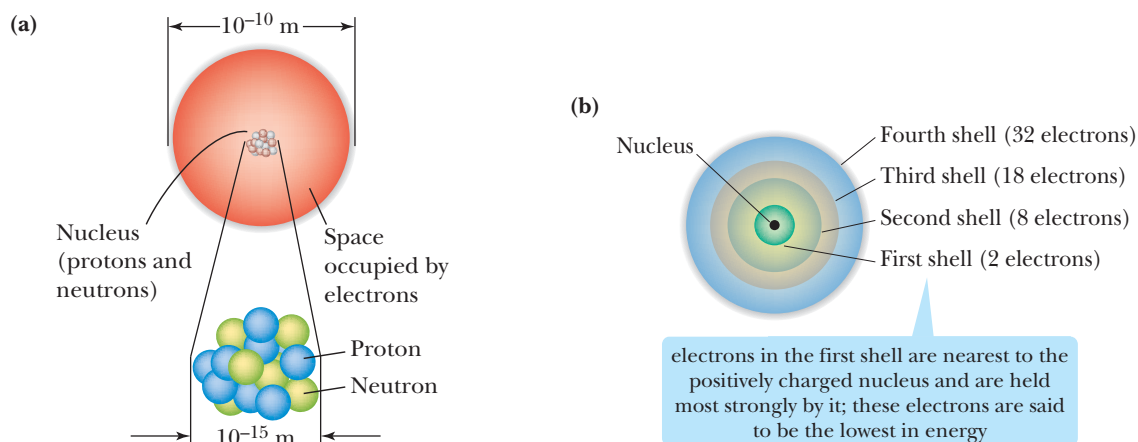 (a)
10⁻¹⁰ m
Nucleus
(protons and
neutrons)
Space
occupied by
electrons
Proton
Neutron
10⁻¹⁵ m
(b)
Nucleus
Fourth shell (32 electrons)
Third shell (18 electrons)
Second shell (8 electrons)
First shell (2 electrons)
electrons in the first shell are nearest to the
positively charged nucleus and are held
most strongly by it; these electrons are said
to be the lowest in energy